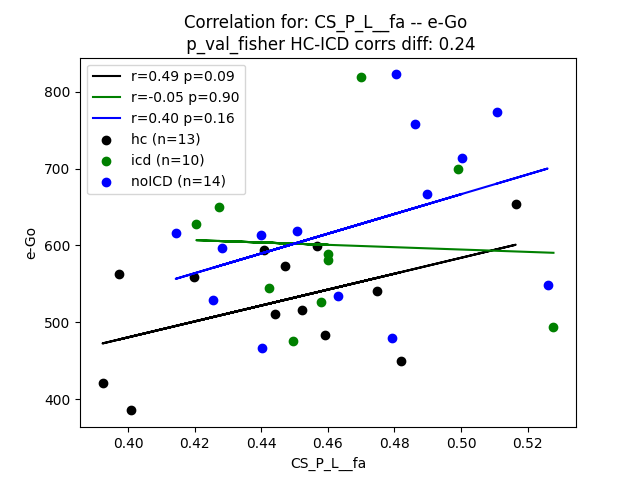 Correlation for: CS_P_L__fa -- e-Go
p_val_fisher HC-ICD corrs diff: 0.24
r=0.49 p=0.09
r=-0.05 p=0.90
r=0.40 p=0.16
hc (n=13)
icd (n=10)
noICD (n=14)
800
700
600
500
400
e-Go
0.40 0.42 0.44 0.46 0.48 0.50 0.52
CS_P_L__fa